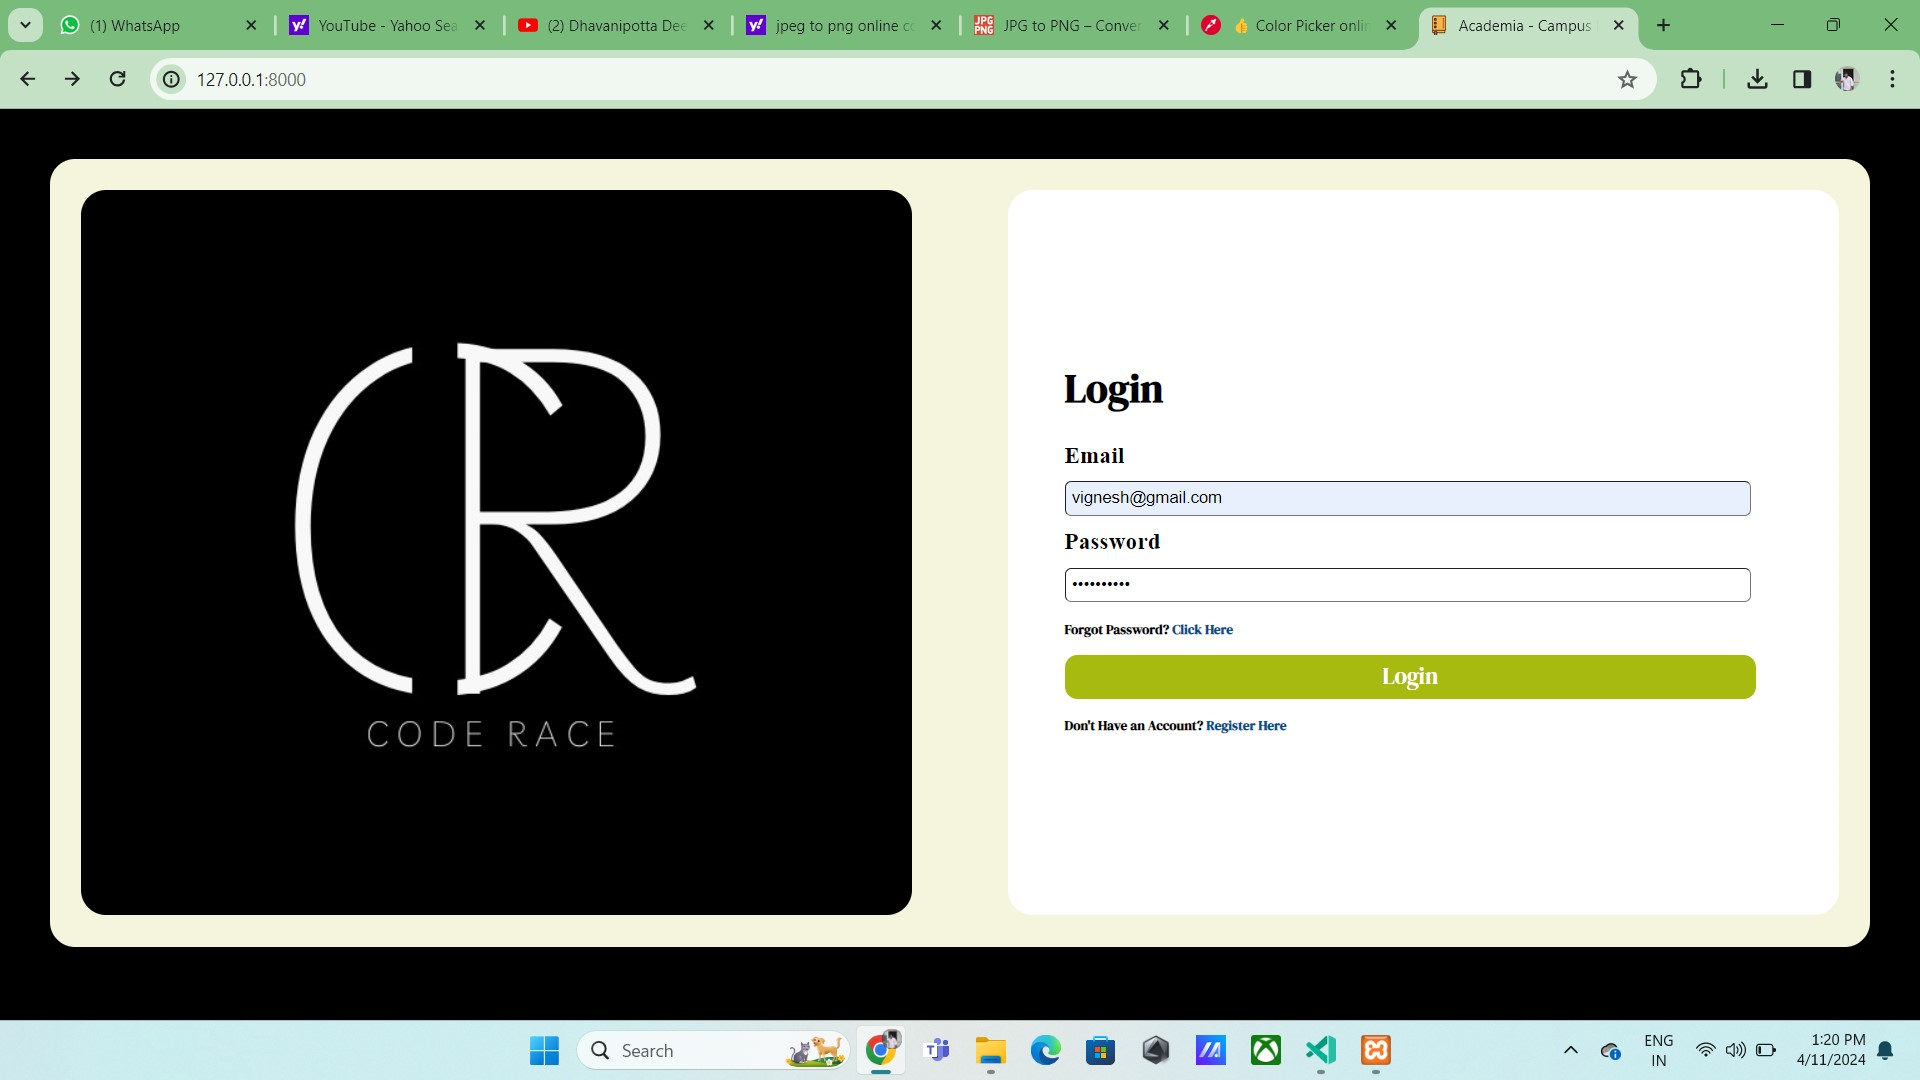 (1) WhatsApp
YouTube - Yahoo Sea
(2) Dhavanipotta Dee
jpeg to png online co
JPG to PNG – Conver
👍 Color Picker onlin
Academia - Campus
127.0.0.1:8000
CR
CODE RACE
Login
Email
vignesh@gmail.com
Password
••••••••••
Forgot Password? Click Here
Login
Don't Have an Account? Register Here
Search
ENG
IN
1:20 PM
4/11/2024